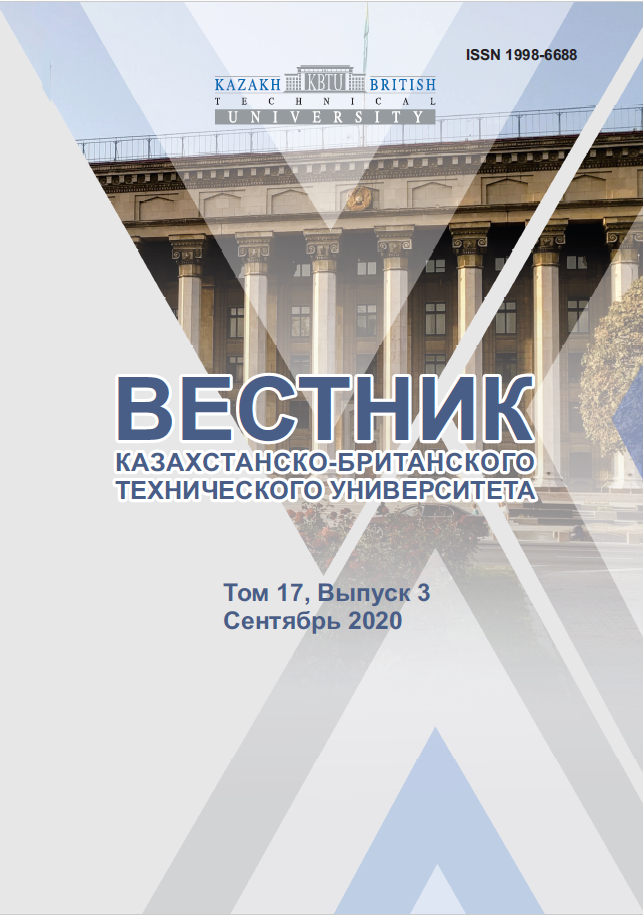 ISSN 1998-6688
KAZAKH KBTU BRITISH
TECHNICAL
UNIVERSITY
ВЕСТНИК
КАЗАХСТАНСКО-БРИТАНСКОГО
ТЕХНИЧЕСКОГО УНИВЕРСИТЕТА
Том 17, Выпуск 3
Сентябрь 2020